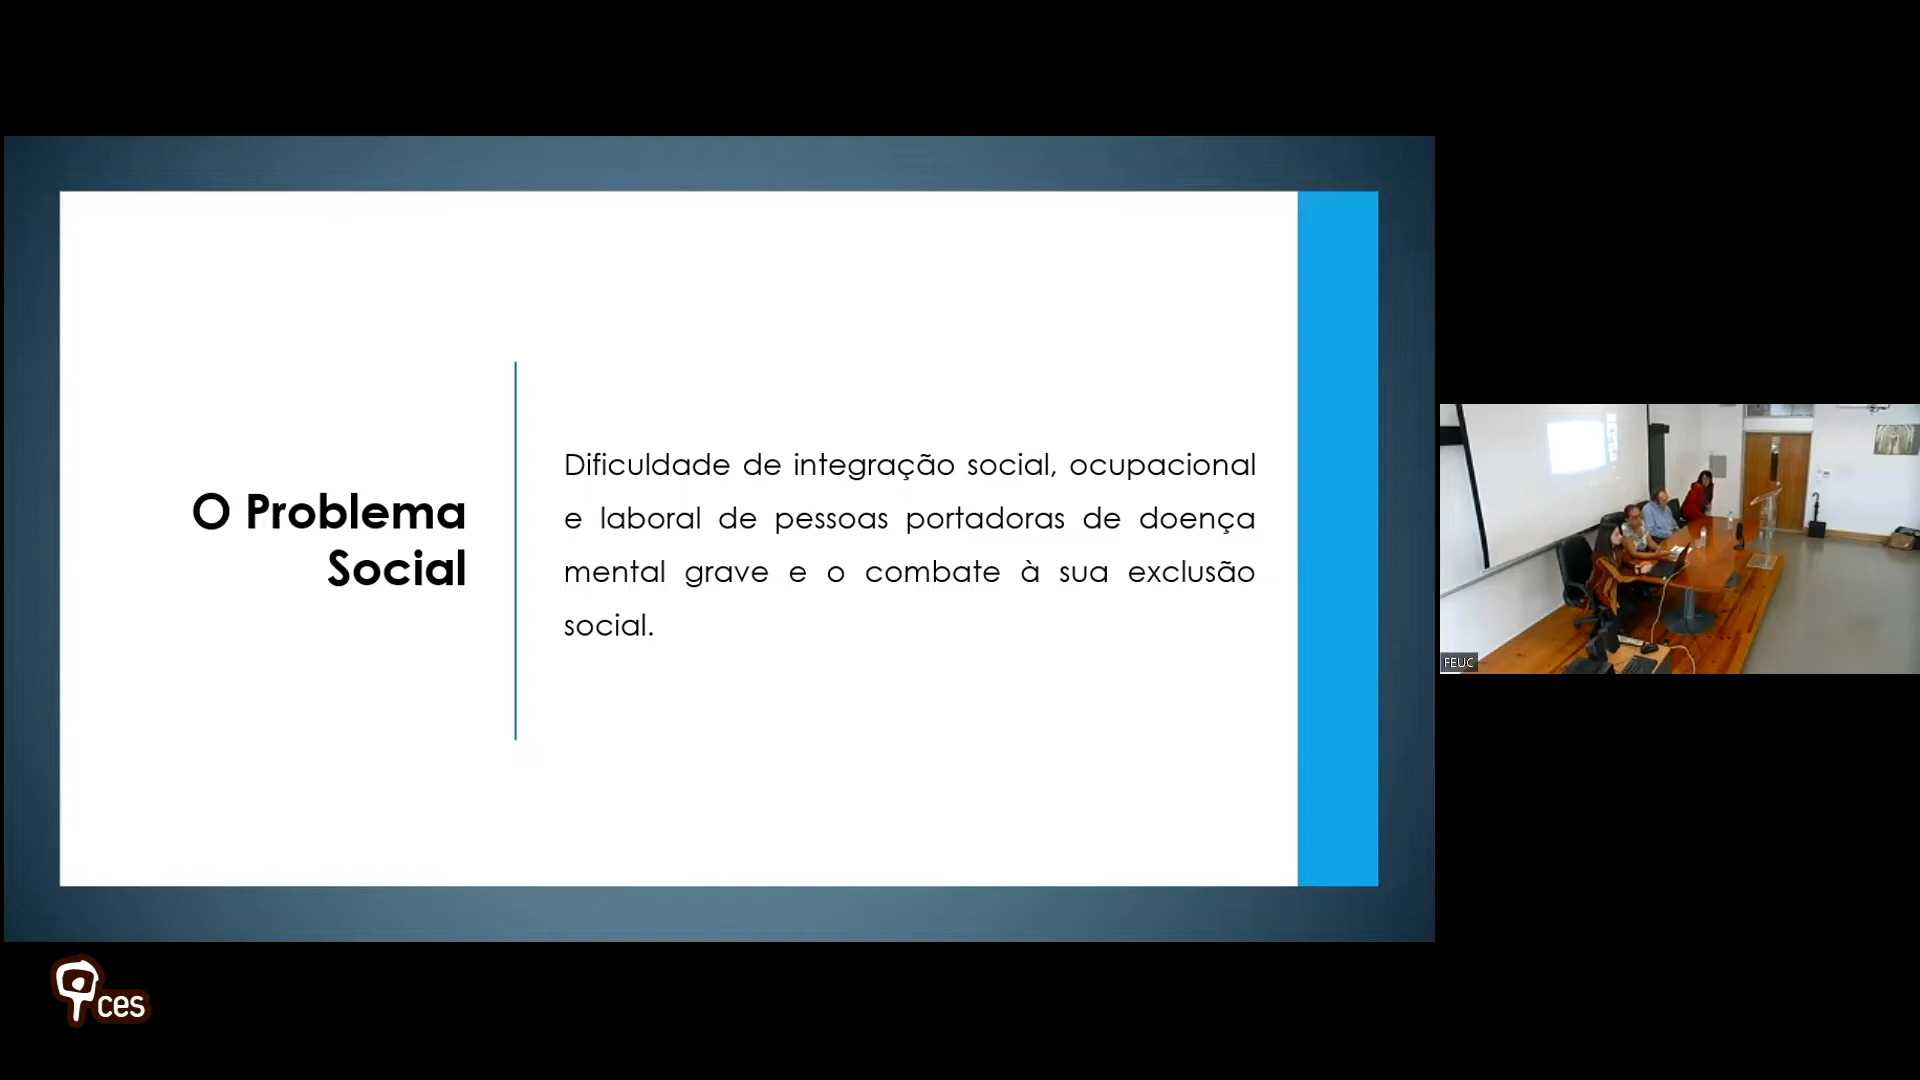 O Problema
Social
Dificuldade de integração social, ocupacional
e laboral de pessoas portadoras de doença
mental grave e o combate à sua exclusão
social.
FEUC
ces